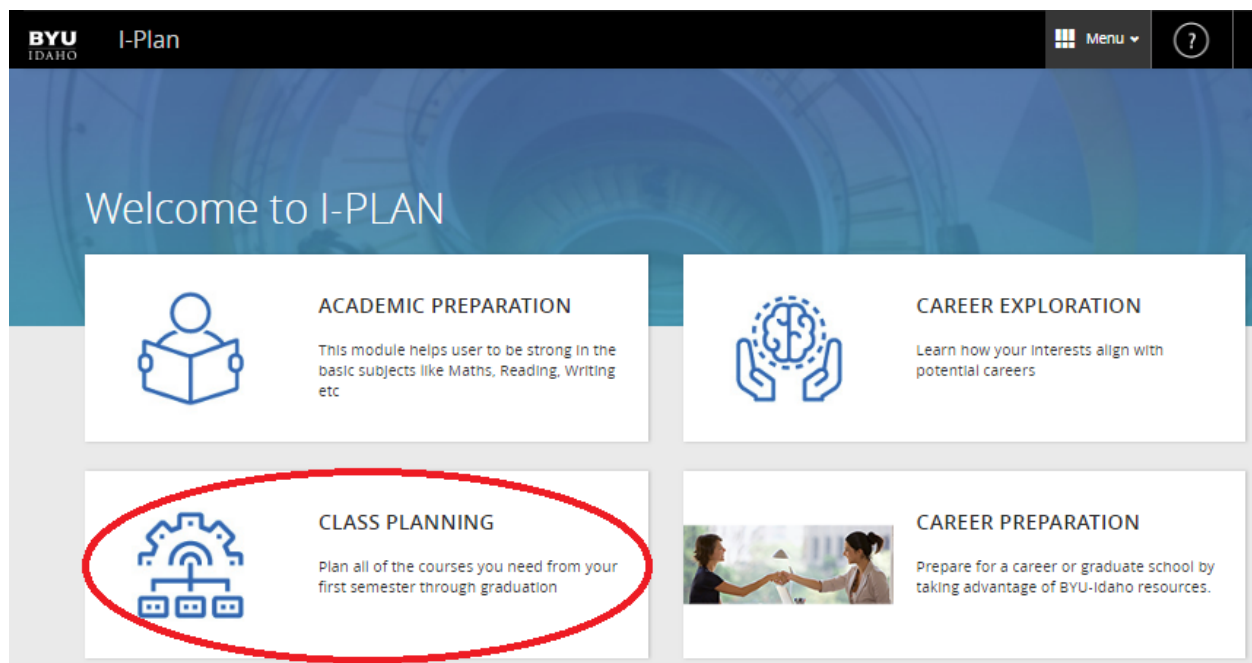 BYU
IDAHO
I-Plan
Menu
?
Welcome to I-PLAN
ACADEMIC PREPARATION
This module helps user to be strong in the
basic subjects like Maths, Reading, Writing
etc
CAREER EXPLORATION
Learn how your interests align with
potential careers
CLASS PLANNING
Plan all of the courses you need from your
first semester through graduation
CAREER PREPARATION
Prepare for a career or graduate school by
taking advantage of BYU-Idaho resources.